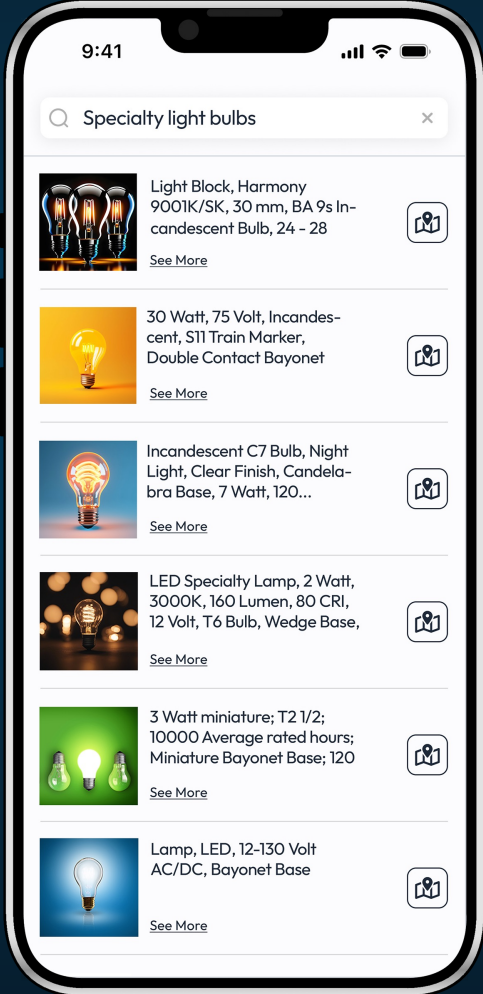 9:41
Specialty light bulbs
Light Block, Harmony
9001K/SK, 30 mm, BA 9s In-
candescent Bulb, 24 - 28
See More
30 Watt, 75 Volt, Incandes-
cent, S11 Train Marker,
Double Contact Bayonet
See More
Incandescent C7 Bulb, Night
Light, Clear Finish, Candela-
bra Base, 7 Watt, 120...
See More
LED Specialty Lamp, 2 Watt,
3000K, 160 Lumen, 80 CRI,
12 Volt, T6 Bulb, Wedge Base,
See More
3 Watt miniature; T2 1/2;
10000 Average rated hours;
Miniature Bayonet Base; 120
See More
Lamp, LED, 12-130 Volt
AC/DC, Bayonet Base
See More